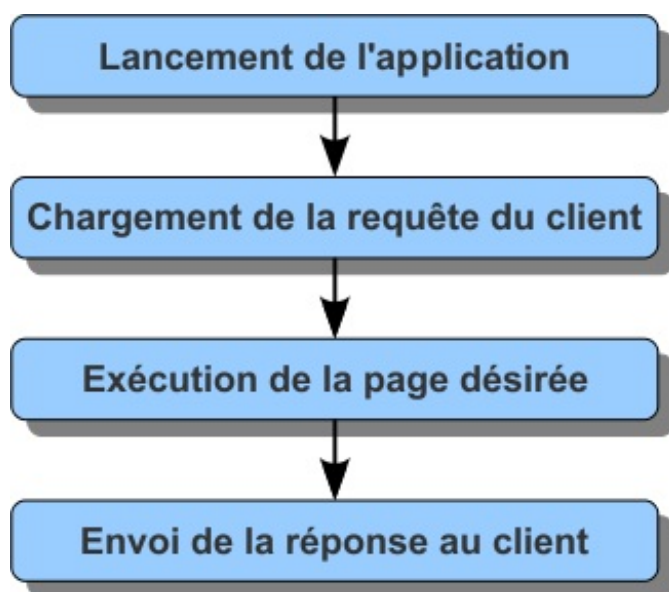 Lancement de l'application
Chargement de la requête du client
Exécution de la page désirée
Envoi de la réponse au client